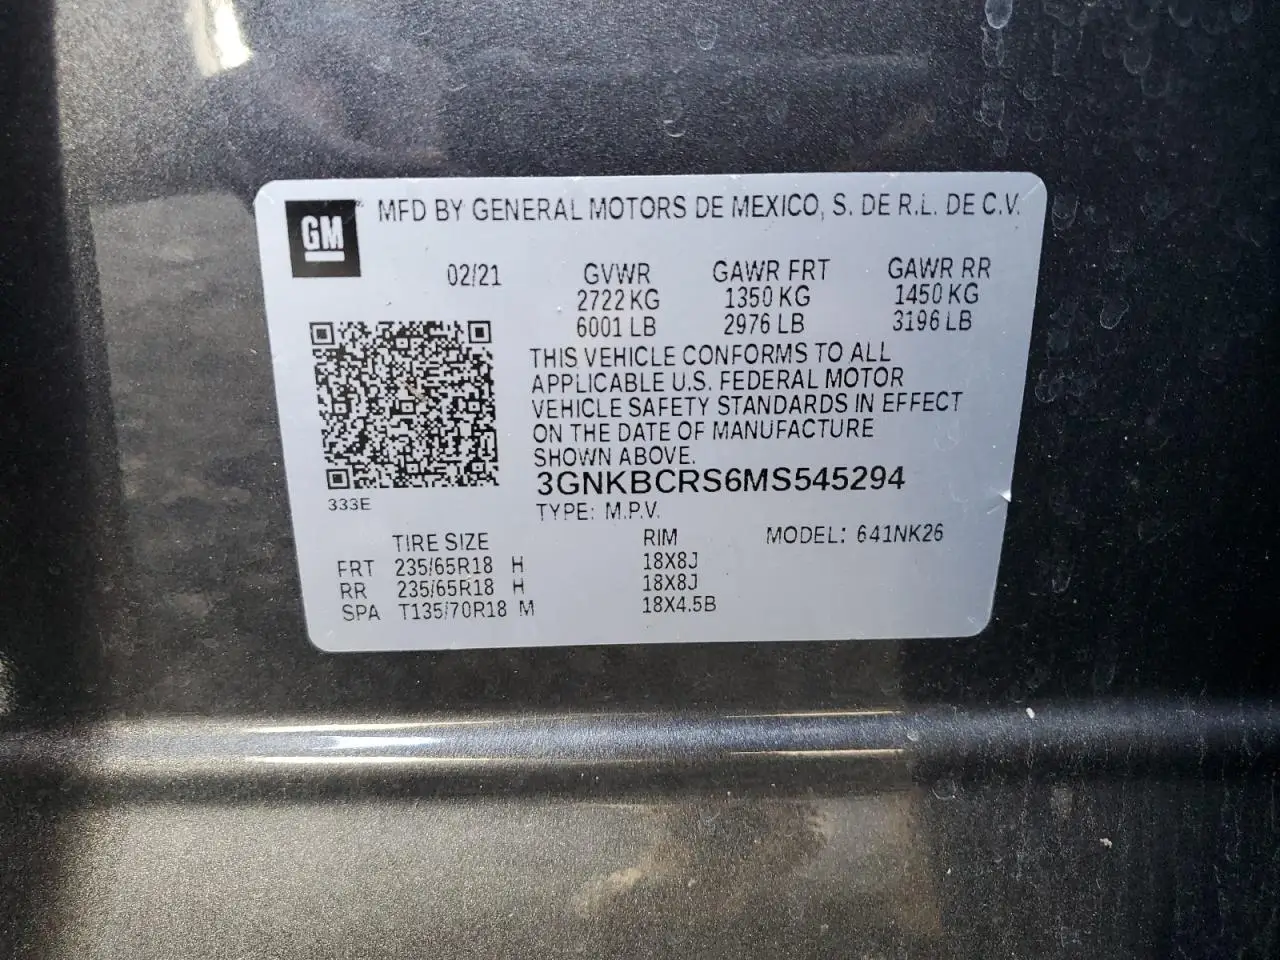 GM MFD BY GENERAL MOTORS DE MEXICO, S. DE R.L. DE C.V.
02/21 GVWR GAWR FRT GAWR RR
2722 KG 1350 KG 1450 KG
6001 LB 2976 LB 3196 LB
THIS VEHICLE CONFORMS TO ALL
APPLICABLE U.S. FEDERAL MOTOR
VEHICLE SAFETY STANDARDS IN EFFECT
ON THE DATE OF MANUFACTURE
SHOWN ABOVE.
3GNKBCRS6MS545294
333E TYPE: M.P.V.
TIRE SIZE RIM MODEL: 641NK26
FRT 235/65R18 H 18X8J
RR 235/65R18 H 18X8J
SPA T135/70R18 M 18X4.5B